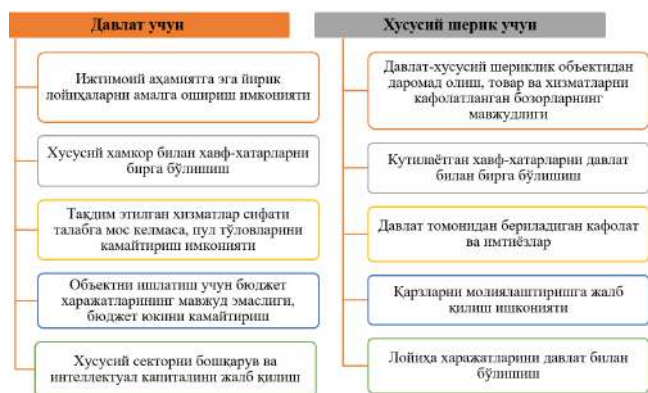 Давлат учун
Ижтимоий аҳамиятга эга йирик
лойиҳаларни амалга ошириш имконияти
Хусусий хамкор билан хавф-хатарларни
бирга бўлишиш
Тақдим этилган хизматлар сифати
талабга мос келмаса, пул тўловларини
камайтириш имконияти
Объектни ишлатиш учун бюджет
харажатларининг мавжуд эмаслиги,
бюджет юкини камайтириш
Хусусий секторни бошқарув ва
интеллектуал капиталини жалб қилиш
Хусусий шерик учун
Давлат-хусусий шериклик объектидан
даромад олиш, товар ва хизматларни
кафолатланган бозорларнинг
мавжудлиги
Кутилаётган хавф-хатарларни давлат
билан бирга бўлишиш
Давлат томонидан бериладиган кафолат
ва имтиёзлар
Қарзларни молиялаштиришга жалб
қилиш ишконияти
Лойиҳа харажатларини давлат билан
бўлишиш